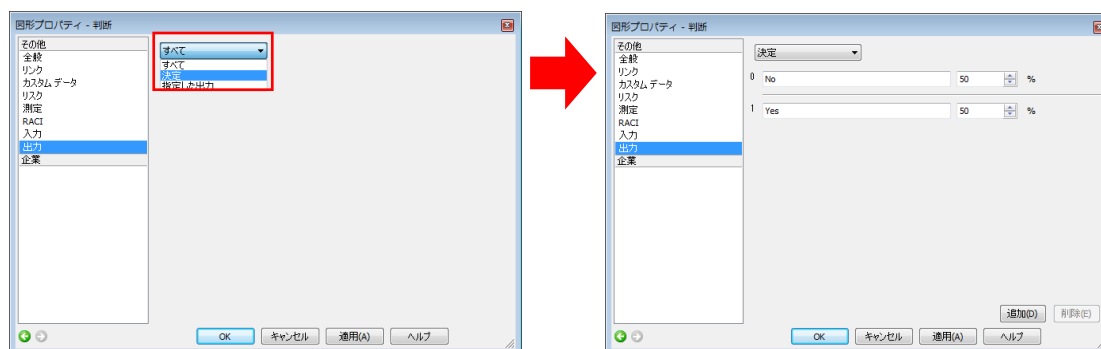 図形プロパティ - 判断
その他
全般
リンク
カスタム データ
リスク
測定
RACI
入力
出力
企業
すべて
すべて
決定
指定した出力
OK
キャンセル
適用(A)
ヘルプ
図形プロパティ - 判断
その他
全般
リンク
カスタム データ
リスク
測定
RACI
入力
出力
企業
決定
0 No 50 %
1 Yes 50 %
追加(D) 削除(E)
OK
キャンセル
適用(A)
ヘルプ